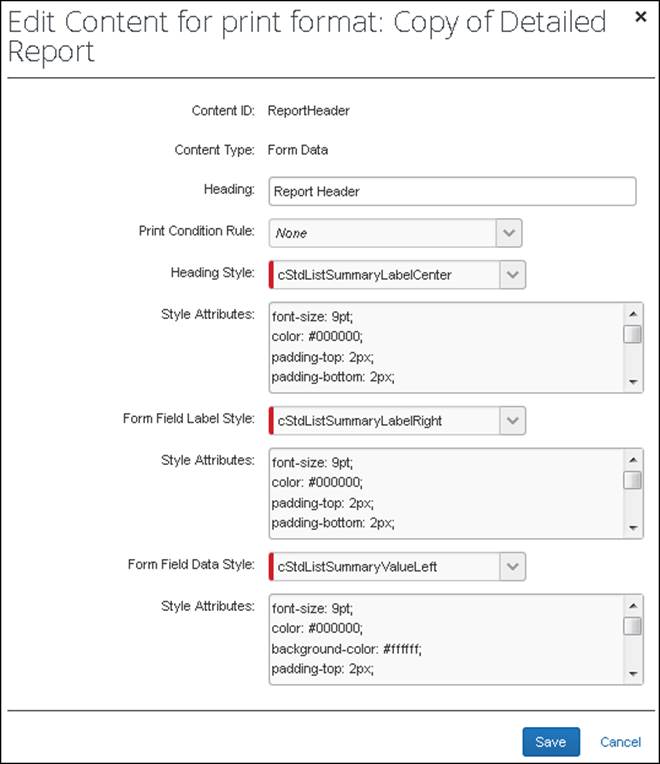 Edit Content for print format: Copy of Detailed
Report
Content ID: ReportHeader
Content Type: Form Data
Heading: Report Header
Print Condition Rule: None
Heading Style: cStdListSummaryLabelCenter
Style Attributes: font-size: 9pt;
color: #000000;
padding-top: 2px;
padding-bottom: 2px;
Form Field Label Style: cStdListSummaryLabelRight
Style Attributes: font-size: 9pt;
color: #000000;
padding-top: 2px;
padding-bottom: 2px;
Form Field Data Style: cStdListSummaryValueLeft
Style Attributes: font-size: 9pt;
color: #000000;
background-color: #ffffff;
padding-top: 2px;
Save Cancel